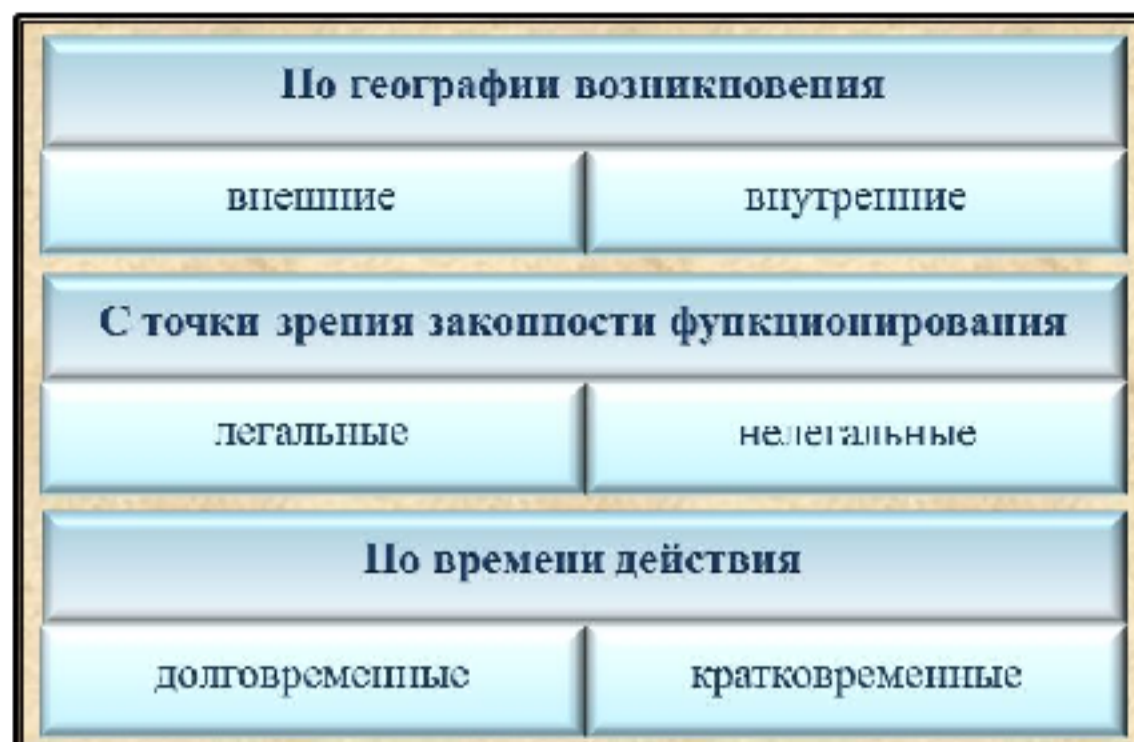 По географии возникновения
внешние
внутренние
С точки зрения законности функционирования
легальные
нелегальные
По времени действия
долговременные
кратковременные